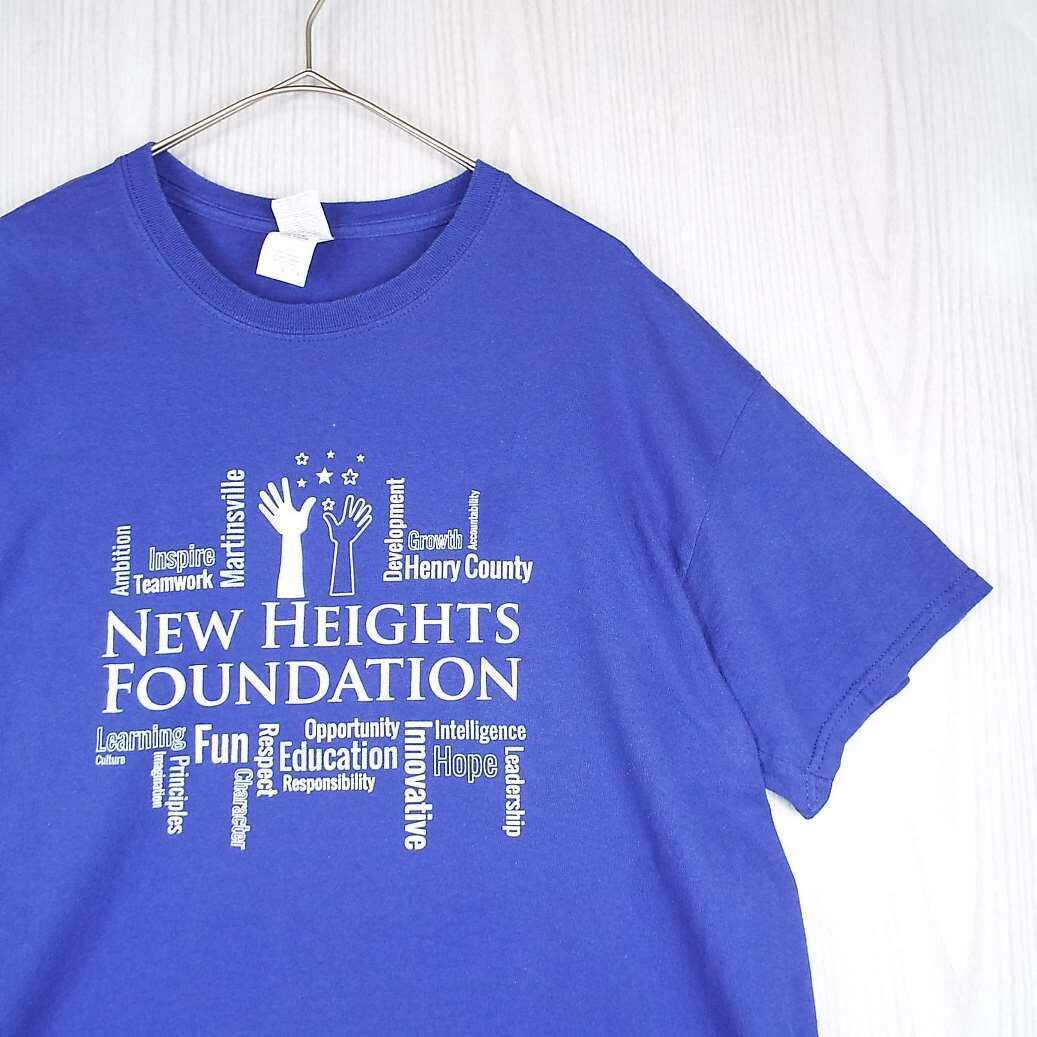 Ambition
Inspire
Teamwork
Martinsville
Development
Growth
Accountability
Henry County
NEW HEIGHTS
FOUNDATION
Learning
Culture
Imagination
Principles
Fun
Character
Respect
Opportunity
Education
Responsibility
Innovative
Intelligence
Hope
Leadership